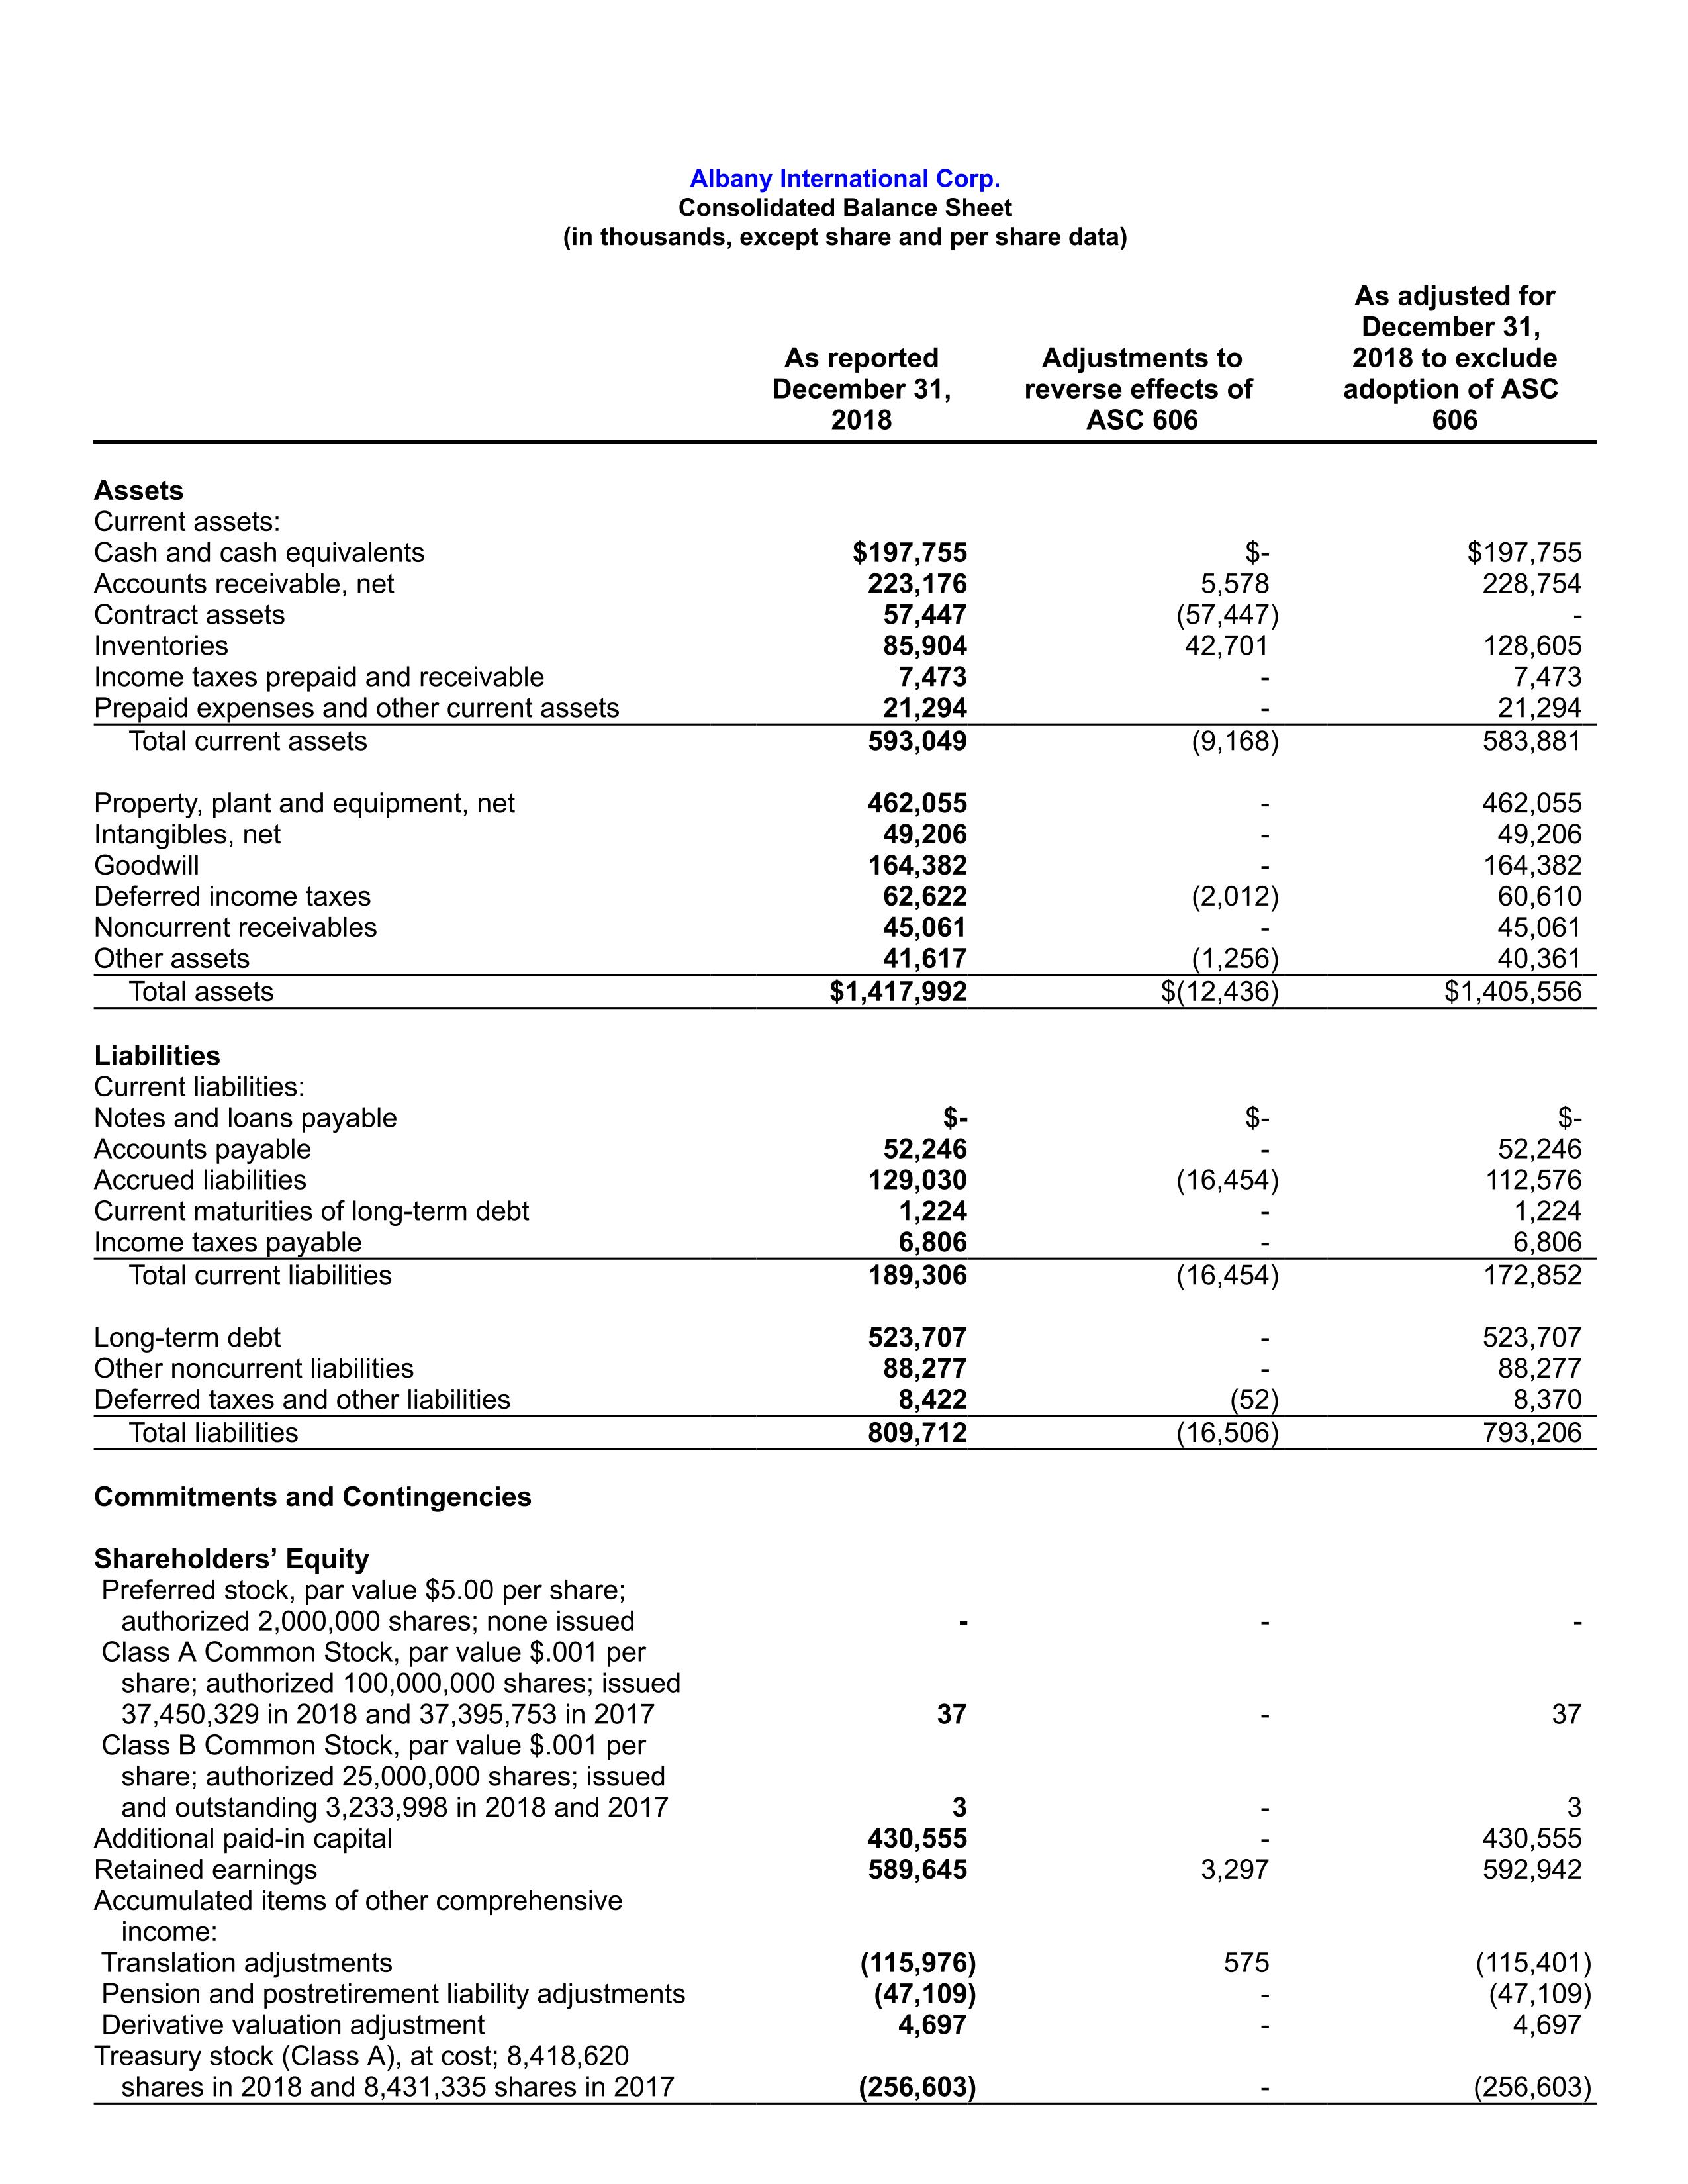 Albany International Corp.
Consolidated Balance Sheet
(in thousands, except share and per share data)
As reported December 31, 2018 Adjustments to reverse effects of ASC 606 As adjusted for December 31, 2018 to exclude adoption of ASC 606
Assets
Current assets:
Cash and cash equivalents $197,755 $- $197,755
Accounts receivable, net 223,176 5,578 228,754
Contract assets 57,447 (57,447) -
Inventories 85,904 42,701 128,605
Income taxes prepaid and receivable 7,473 - 7,473
Prepaid expenses and other current assets 21,294 - 21,294
Total current assets 593,049 (9,168) 583,881
Property, plant and equipment, net 462,055 - 462,055
Intangibles, net 49,206 - 49,206
Goodwill 164,382 - 164,382
Deferred income taxes 62,622 (2,012) 60,610
Noncurrent receivables 45,061 - 45,061
Other assets 41,617 (1,256) 40,361
Total assets $1,417,992 $(12,436) $1,405,556
Liabilities
Current liabilities:
Notes and loans payable $- $- $-
Accounts payable 52,246 - 52,246
Accrued liabilities 129,030 (16,454) 112,576
Current maturities of long-term debt 1,224 - 1,224
Income taxes payable 6,806 - 6,806
Total current liabilities 189,306 (16,454) 172,852
Long-term debt 523,707 - 523,707
Other noncurrent liabilities 88,277 - 88,277
Deferred taxes and other liabilities 8,422 (52) 8,370
Total liabilities 809,712 (16,506) 793,206
Commitments and Contingencies
Shareholders’ Equity
Preferred stock, par value $5.00 per share;
authorized 2,000,000 shares; none issued - - -
Class A Common Stock, par value $.001 per
share; authorized 100,000,000 shares; issued
37,450,329 in 2018 and 37,395,753 in 2017 37 - 37
Class B Common Stock, par value $.001 per
share; authorized 25,000,000 shares; issued
and outstanding 3,233,998 in 2018 and 2017 3 - 3
Additional paid-in capital 430,555 - 430,555
Retained earnings 589,645 3,297 592,942
Accumulated items of other comprehensive
income:
Translation adjustments (115,976) 575 (115,401)
Pension and postretirement liability adjustments (47,109) - (47,109)
Derivative valuation adjustment 4,697 - 4,697
Treasury stock (Class A), at cost; 8,418,620
shares in 2018 and 8,431,335 shares in 2017 (256,603) - (256,603)